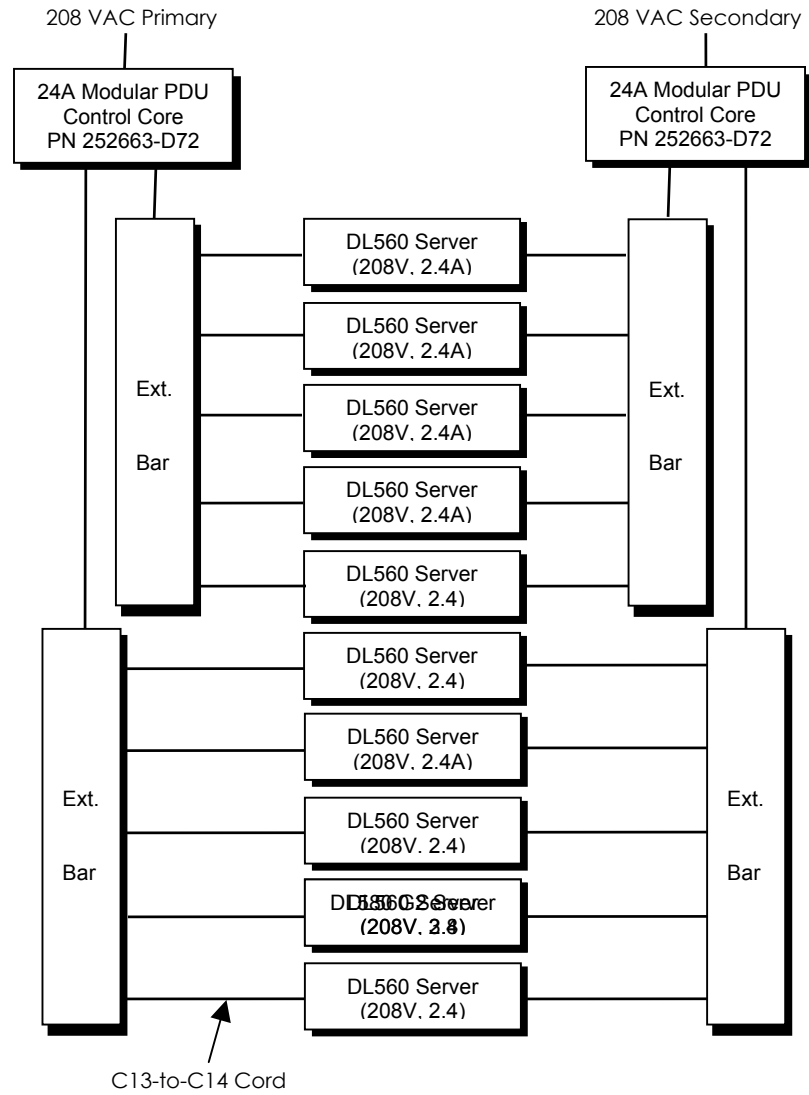 208 VAC Primary
208 VAC Secondary
24A Modular PDU
Control Core
PN 252663-D72
24A Modular PDU
Control Core
PN 252663-D72
DL560 Server
(208V, 2.4A)
DL560 Server
(208V, 2.4A)
Ext.
Bar
DL560 Server
(208V, 2.4A)
Ext.
Bar
DL560 Server
(208V, 2.4A)
DL560 Server
(208V, 2.4)
DL560 Server
(208V, 2.4)
DL560 Server
(208V, 2.4A)
Ext.
Bar
DL560 Server
(208V, 2.4)
Ext.
Bar
Server
(208V,
DL560 Server
(208V, 2.4)
C13-to-C14 Cord